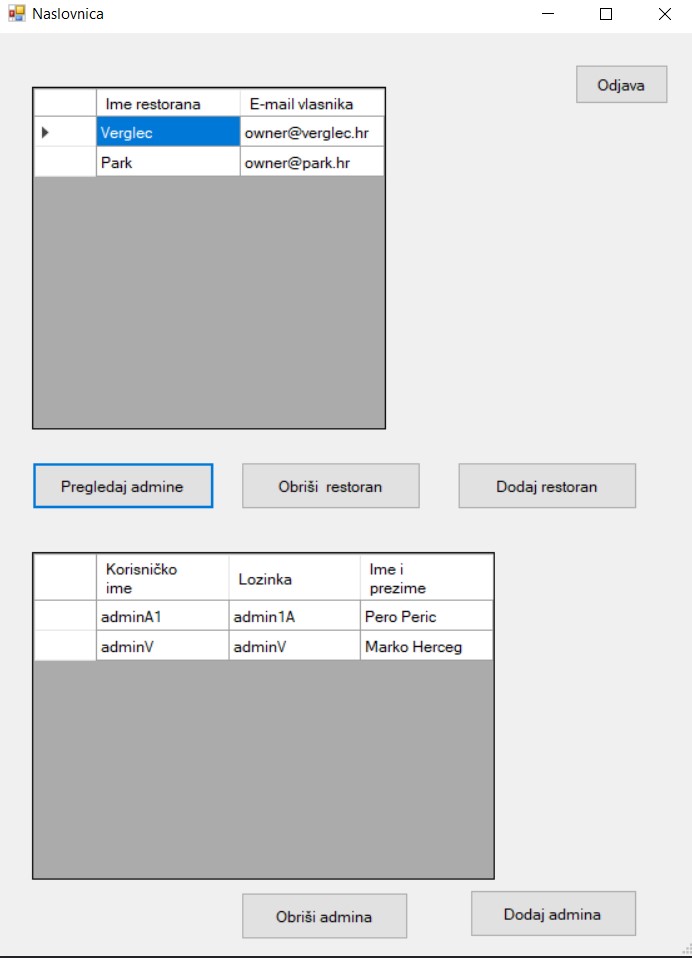 Naslovnica
Odjava
Ime restorana E-mail vlasnika
Verglec owner@verglec.hr
Park owner@park.hr
Pregledaj admine Obriši  restoran Dodaj restoran
Korisničko ime Lozinka Ime i prezime
adminA1 admin1A Pero Peric
adminV adminV Marko Herceg
Obriši admina Dodaj admina